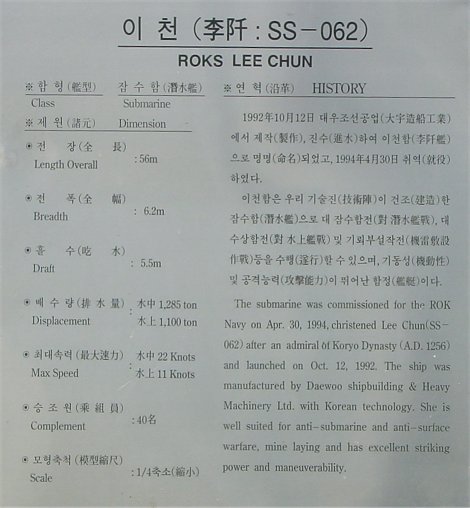 이 천 (李阡 : SS-062)
ROKS LEE CHUN
※ 함 형 (艦型) 잠 수 함 (潛水艦)
Class Submarine
※ 제 원 (諸元) Dimension
◉ 전 장 (全 長)
Length Overall : 56m
◉ 전 폭 (全 幅)
Breadth : 6.2m
◉ 흘 수 (吃 水)
Draft : 5.5m
◉ 배 수 량 (排 水 量) : 水中 1,285 ton
Displacement 水上 1,100 ton
◉ 최대속력 (最大速力) : 水中 22 Knots
Max Speed 水上 11 Knots
◉ 승 조 원 (乘 組 員)
Complement : 40名
◉ 모형축척 (模型縮尺)
Scale : 1/4축소 (縮小)
※ 연 혁 (沿革) HISTORY
1992年10月12日 대우조선공업 (大宇造船工業)
에서 제작 (製作), 진수 (進水) 하여 이천함 (李阡艦)
으로 명명 (命名) 되었고, 1994年4月30日 취역 (就役)
하였다.
이천함은 우리 기술진 (技術陣) 이 건조 (建造) 한
잠수함 (潛水艦) 으로 대 잠수함전 (對 潛水艦戰), 대
수상함전 (對 水上艦戰) 및 기뢰부설작전 (機雷敷設
作戰) 등을 수행 (遂行) 할 수 있으며, 기동성 (機動性)
및 공격능력 (攻擊能力) 이 뛰어난 함정 (艦艇) 이다.
The submarine was commissioned for the ROK
Navy on Apr. 30, 1994, christened Lee Chun(SS-
062) after an admiral of Koryo Dynasty (A.D. 1256)
and launched on Oct. 12, 1992. The ship was
manufactured by Daewoo shipbuilding & Heavy
Machinery Ltd. with Korean technology. She is
well suited for anti-submarine and anti-surface
warfare, mine laying and has excellent striking
power and maneuverability.